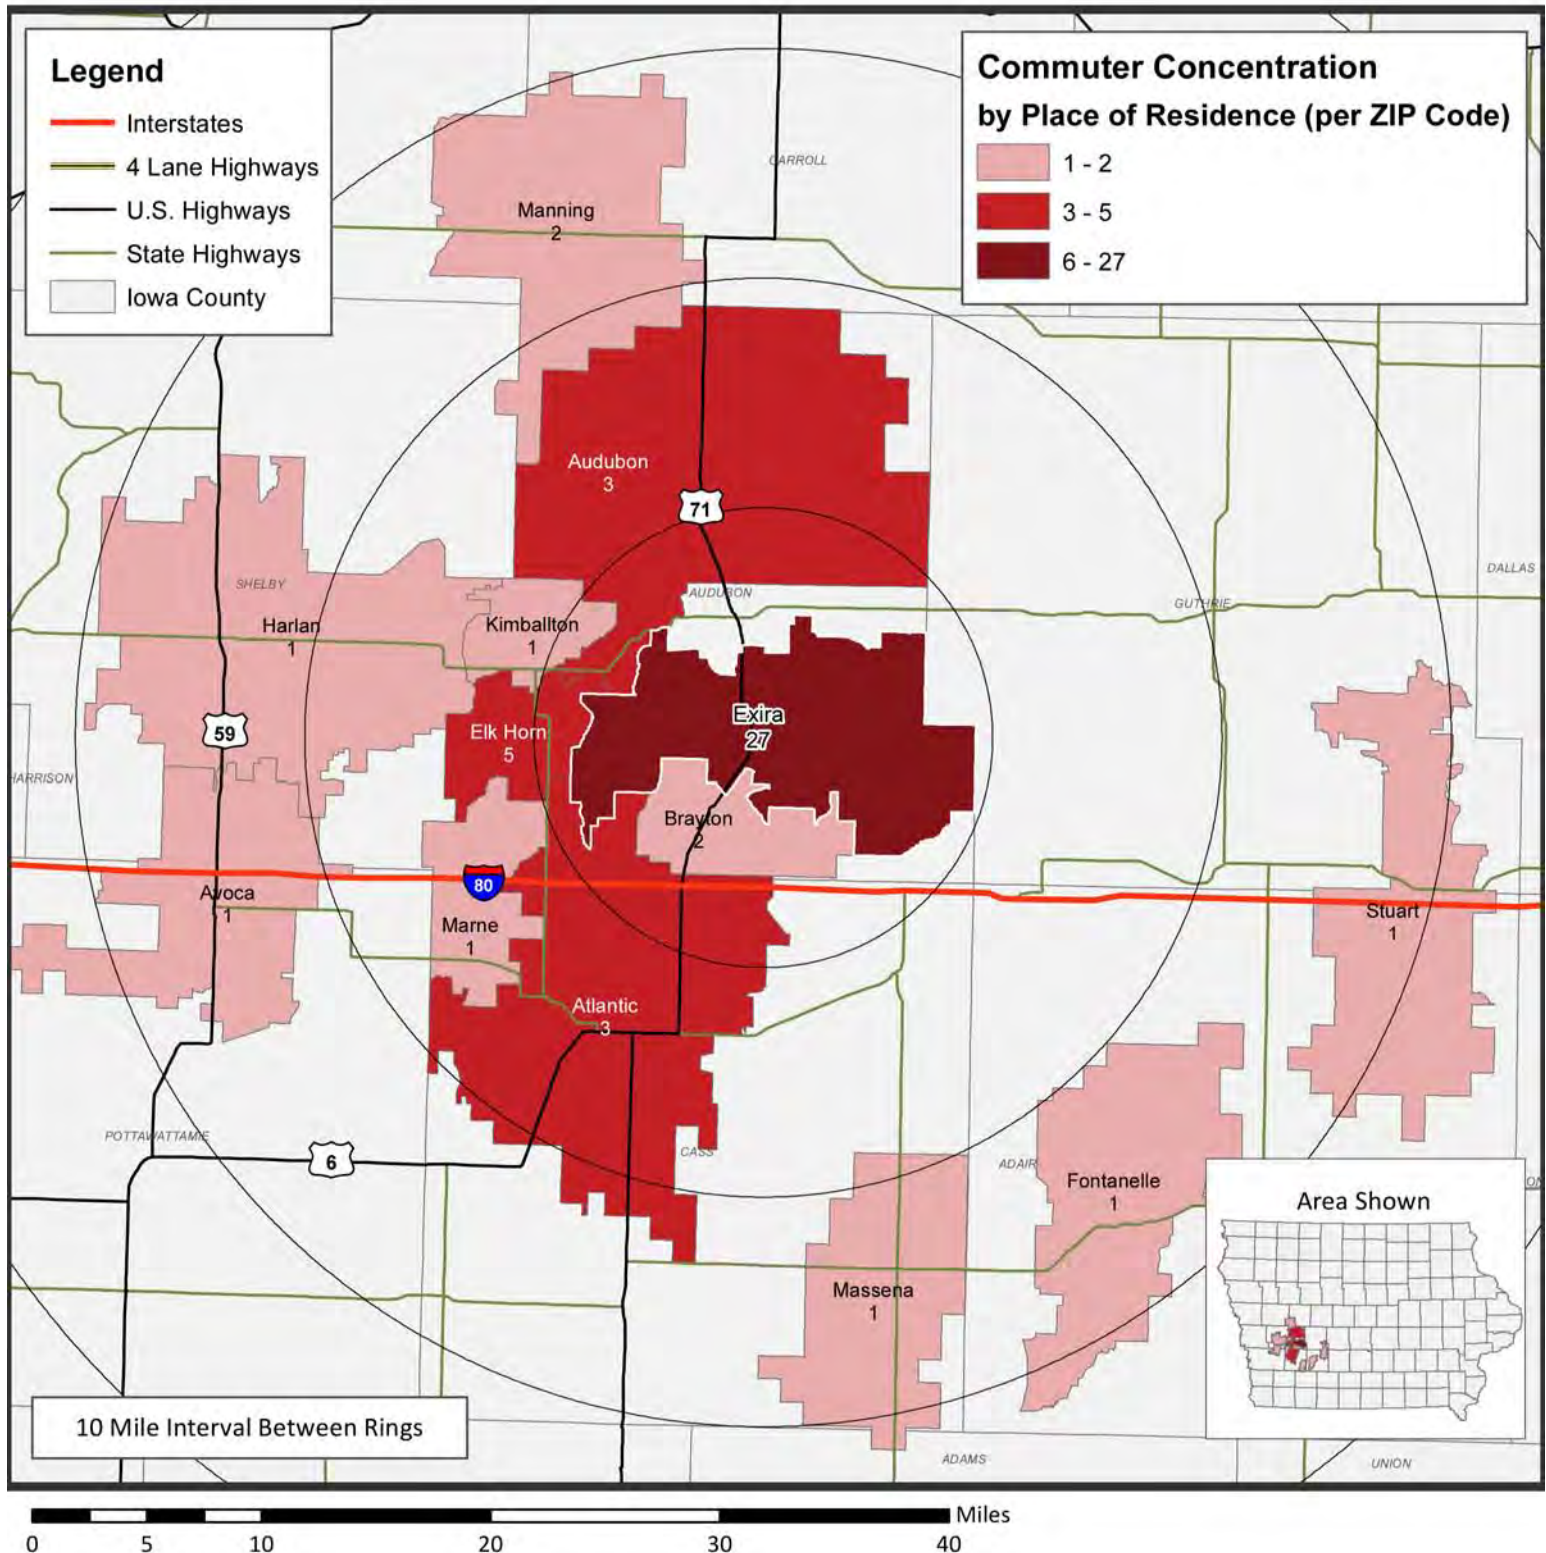 Legend
Interstates
4 Lane Highways
U.S. Highways
State Highways
Iowa County
Commuter Concentration
by Place of Residence (per ZIP Code)
1 - 2
3 - 5
6 - 27
CARROLL
Manning
2
Audubon
3
71
SHELBY
AUDUBON
GUTHRIE
DALLAS
Harlan
1
Kimballton
1
59
Elk Horn
5
Exira
27
HARRISON
Brayton
2
80
Avoca
1
Marne
1
Stuart
1
Atlantic
3
POTTAWATTAMIE
6
CASS
ADAIR
Fontanelle
1
Massena
1
Area Shown
10 Mile Interval Between Rings
ADAMS
UNION
Miles
0 5 10 20 30 40